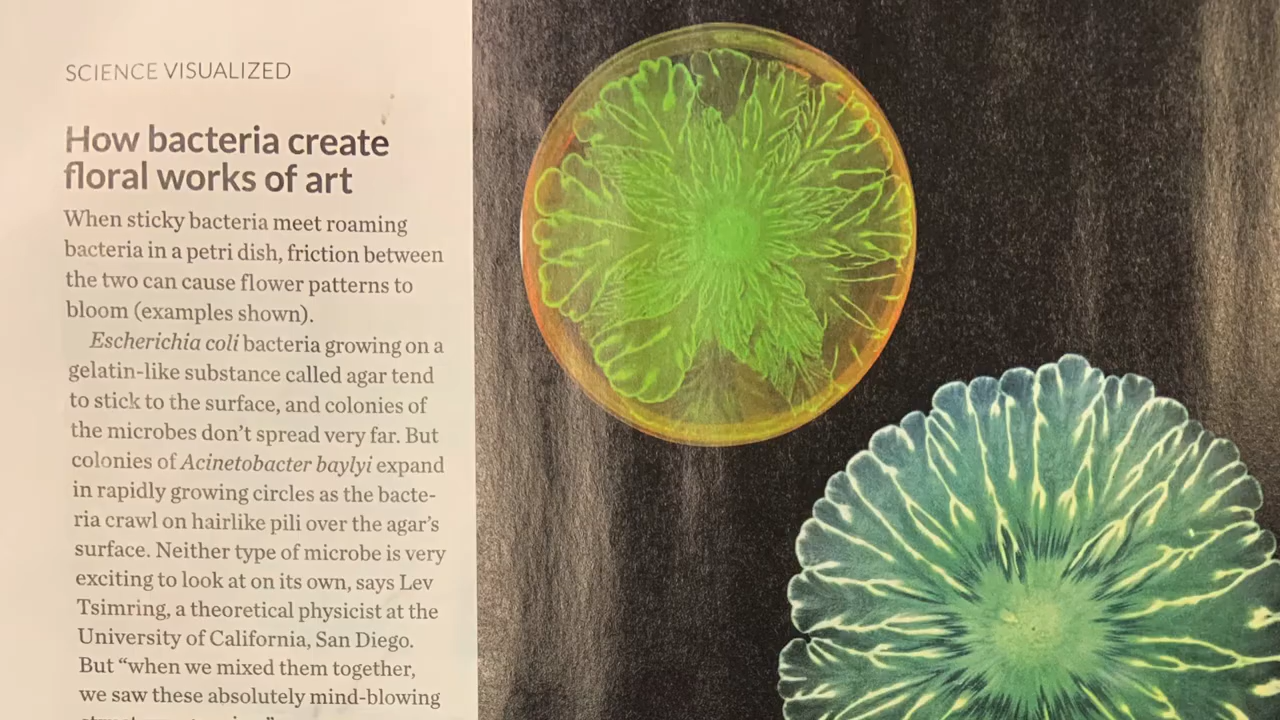 SCIENCE VISUALIZED
How bacteria create
floral works of art
When sticky bacteria meet roaming
bacteria in a petri dish, friction between
the two can cause flower patterns to
bloom (examples shown).
Escherichia coli bacteria growing on a
gelatin-like substance called agar tend
to stick to the surface, and colonies of
the microbes don’t spread very far. But
colonies of Acinetobacter baylyi expand
in rapidly growing circles as the bacte-
ria crawl on hairlike pili over the agar’s
surface. Neither type of microbe is very
exciting to look at on its own, says Lev
Tsimring, a theoretical physicist at the
University of California, San Diego.
But “when we mixed them together,
we saw these absolutely mind-blowing